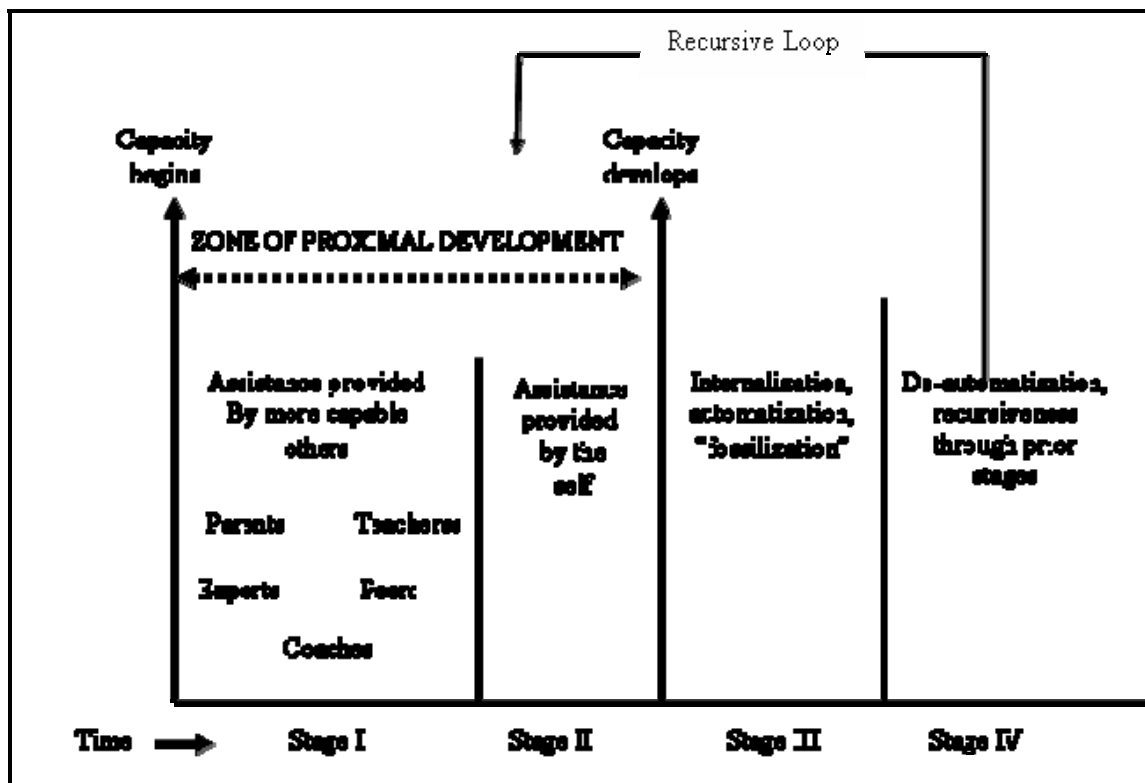 Recursive Loop
Capacity
begins
Capacity
develops
ZONE OF PROXIMAL DEVELOPMENT
Assistance provided
By more capable
others
Assistance
provided
by the
self
Internalization,
automatization,
"fossilization"
De-automatization,
recursiveness
through prior
stages
Parents Teacheres
Experts Peers
Coaches
Time Stage I Stage II Stage III Stage IV